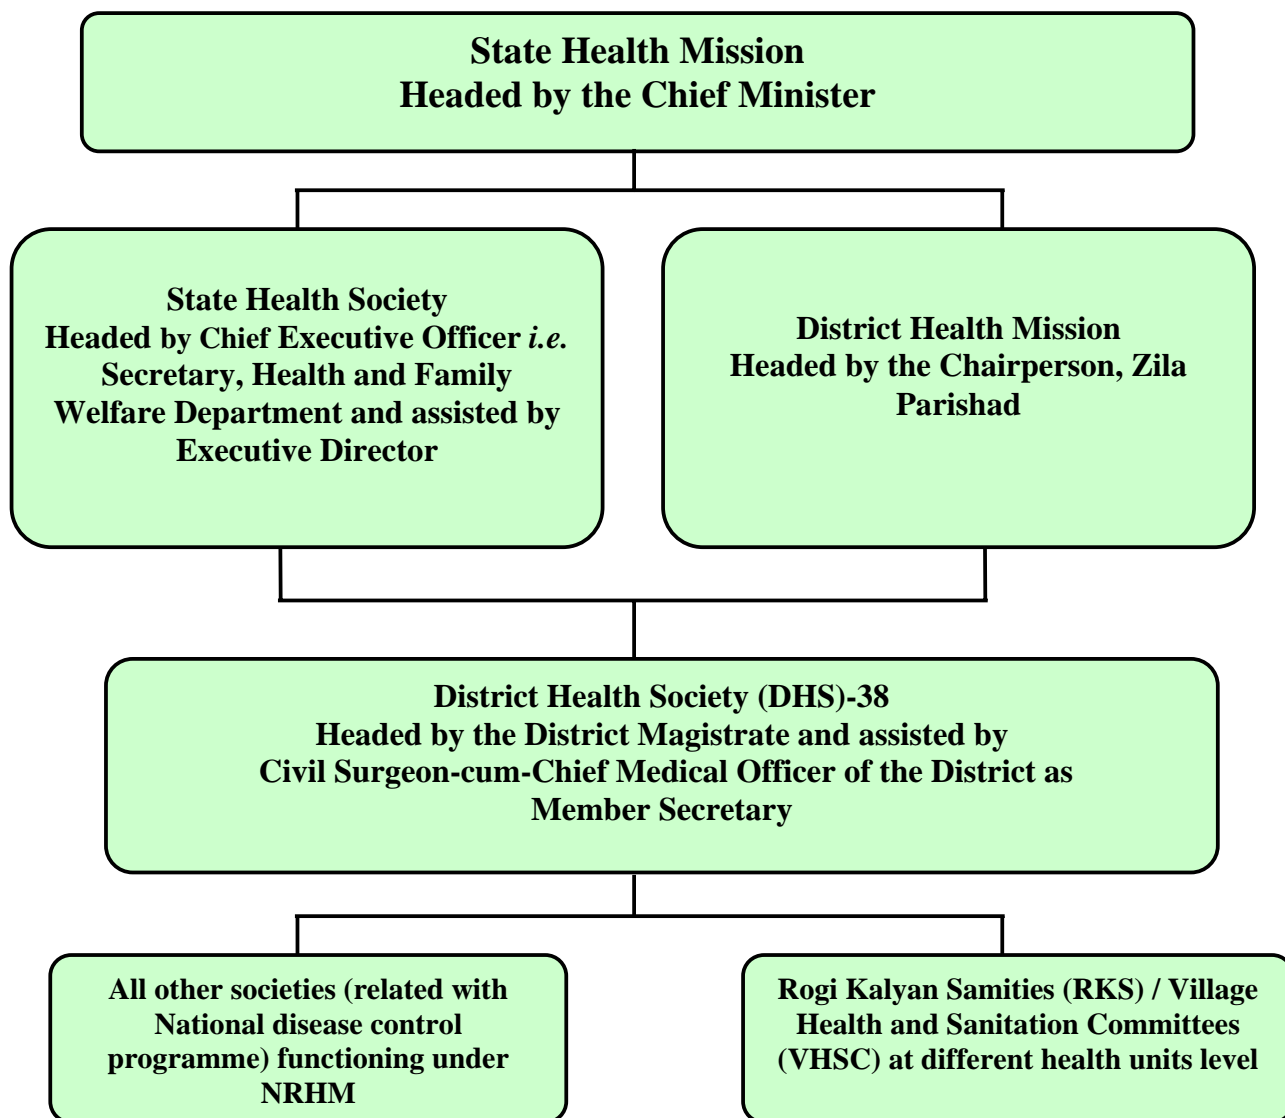 State Health Mission
Headed by the Chief Minister
State Health Society
Headed by Chief Executive Officer i.e.
Secretary, Health and Family
Welfare Department and assisted by
Executive Director
District Health Mission
Headed by the Chairperson, Zila
Parishad
District Health Society (DHS)-38
Headed by the District Magistrate and assisted by
Civil Surgeon-cum-Chief Medical Officer of the District as
Member Secretary
All other societies (related with
National disease control
programme) functioning under
NRHM
Rogi Kalyan Samities (RKS) / Village
Health and Sanitation Committees
(VHSC) at different health units level